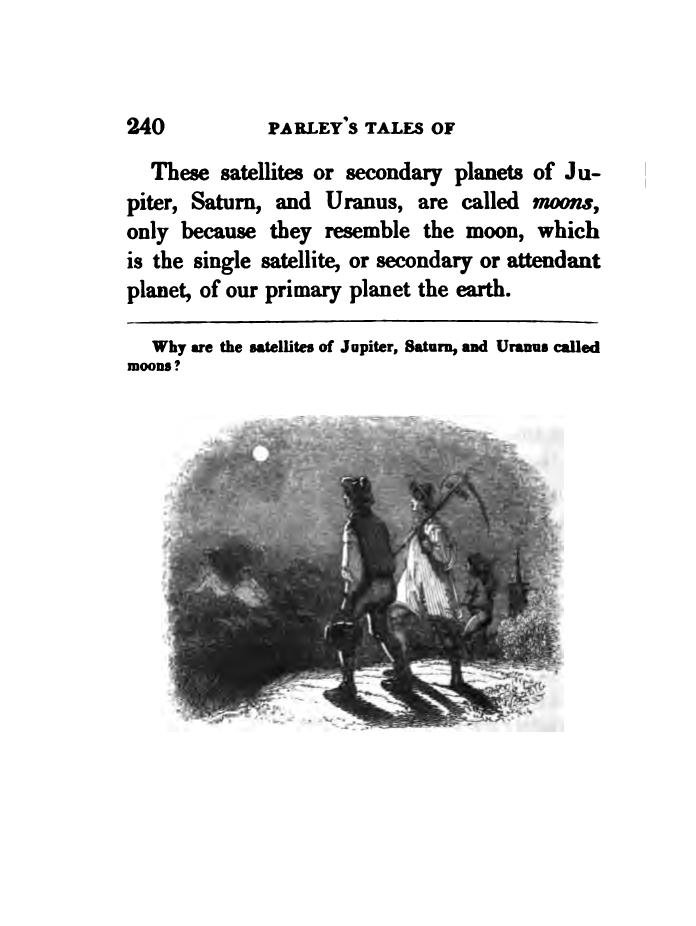 240 PARLEY'S TALES OF
These satellites or secondary planets of Ju-
piter, Saturn, and Uranus, are called moons,
only because they resemble the moon, which
is the single satellite, or secondary or attendant
planet, of our primary planet the earth.
Why are the satellites of Jupiter, Saturn, and Uranus called
moons?